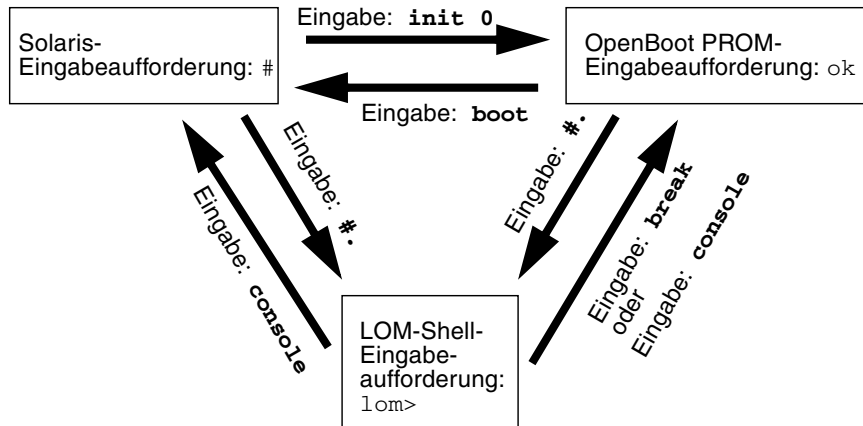 Eingabe: init 0
Solaris-
Eingabeaufforderung: #
OpenBoot PROM-
Eingabeaufforderung: ok
Eingabe: boot
Eingabe: #.
Eingabe: #.
Eingabe: console
Eingabe: break
oder
Eingabe: console
LOM-Shell-
Eingabe-
aufforderung:
lom>